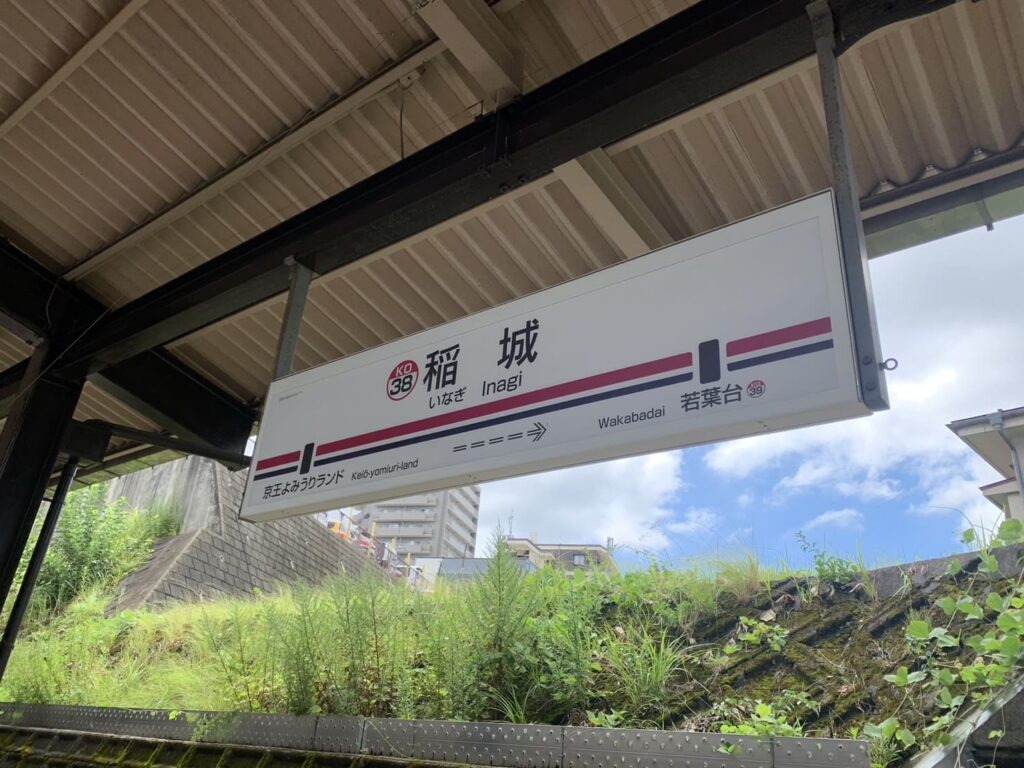 KO
38
稲城
いなぎ Inagi
京王よみうりランド Keiō-yomiuri-land
Wakabadai 若葉台
KO
39